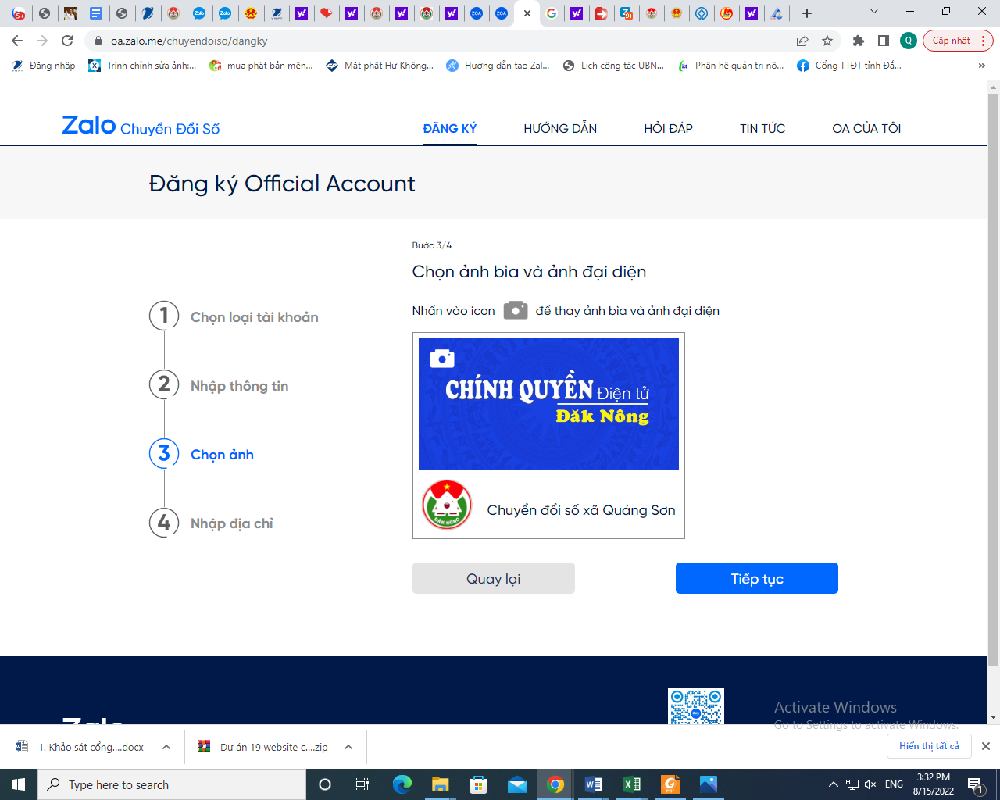 oa.zalo.me/chuyendoiso/dangky
Cập nhật
Đăng nhập
Trình chỉnh sửa ảnh:...
mua phật bản mện...
Mặt phật Hư Không...
Hướng dẫn tạo Zal...
Lịch công tác UBN...
Phân hệ quản trị nộ...
Cổng TTĐT tỉnh Đắ...
»
Zalo Chuyển Đổi Số
ĐĂNG KÝ
HƯỚNG DẪN
HỎI ĐÁP
TIN TỨC
OA CỦA TÔI
Đăng ký Official Account
1 Chọn loại tài khoản
2 Nhập thông tin
3 Chọn ảnh
4 Nhập địa chỉ
Bước 3/4
Chọn ảnh bìa và ảnh đại diện
Nhấn vào icon để thay ảnh bìa và ảnh đại diện
CHÍNH QUYỀN Điện tử
Đăk Nông
ĐĂK NÔNG
Chuyển đổi số xã Quảng Sơn
Quay lại
Tiếp tục
Zalo
Activate Windows
Go to Settings to activate Windows.
1. Khảo sát cổng....docx
Dự án 19 website c....zip
Hiển thị tất cả
Type here to search
ENG
3:32 PM
8/15/2022
1